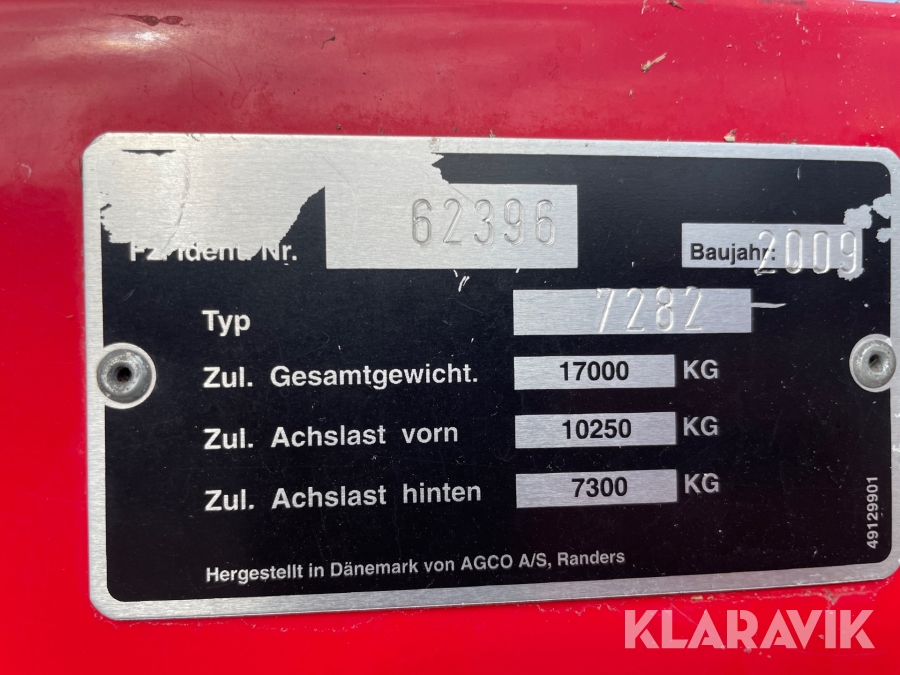 Fz. Ident. Nr. 62396 Baujahr: 2009
Typ 7282
Zul. Gesamtgewicht. 17000 KG
Zul. Achslast vorn 10250 KG
Zul. Achslast hinten 7300 KG
49129901
Hergestellt in Dänemark von AGCO A/S, Randers
KLARAVIK